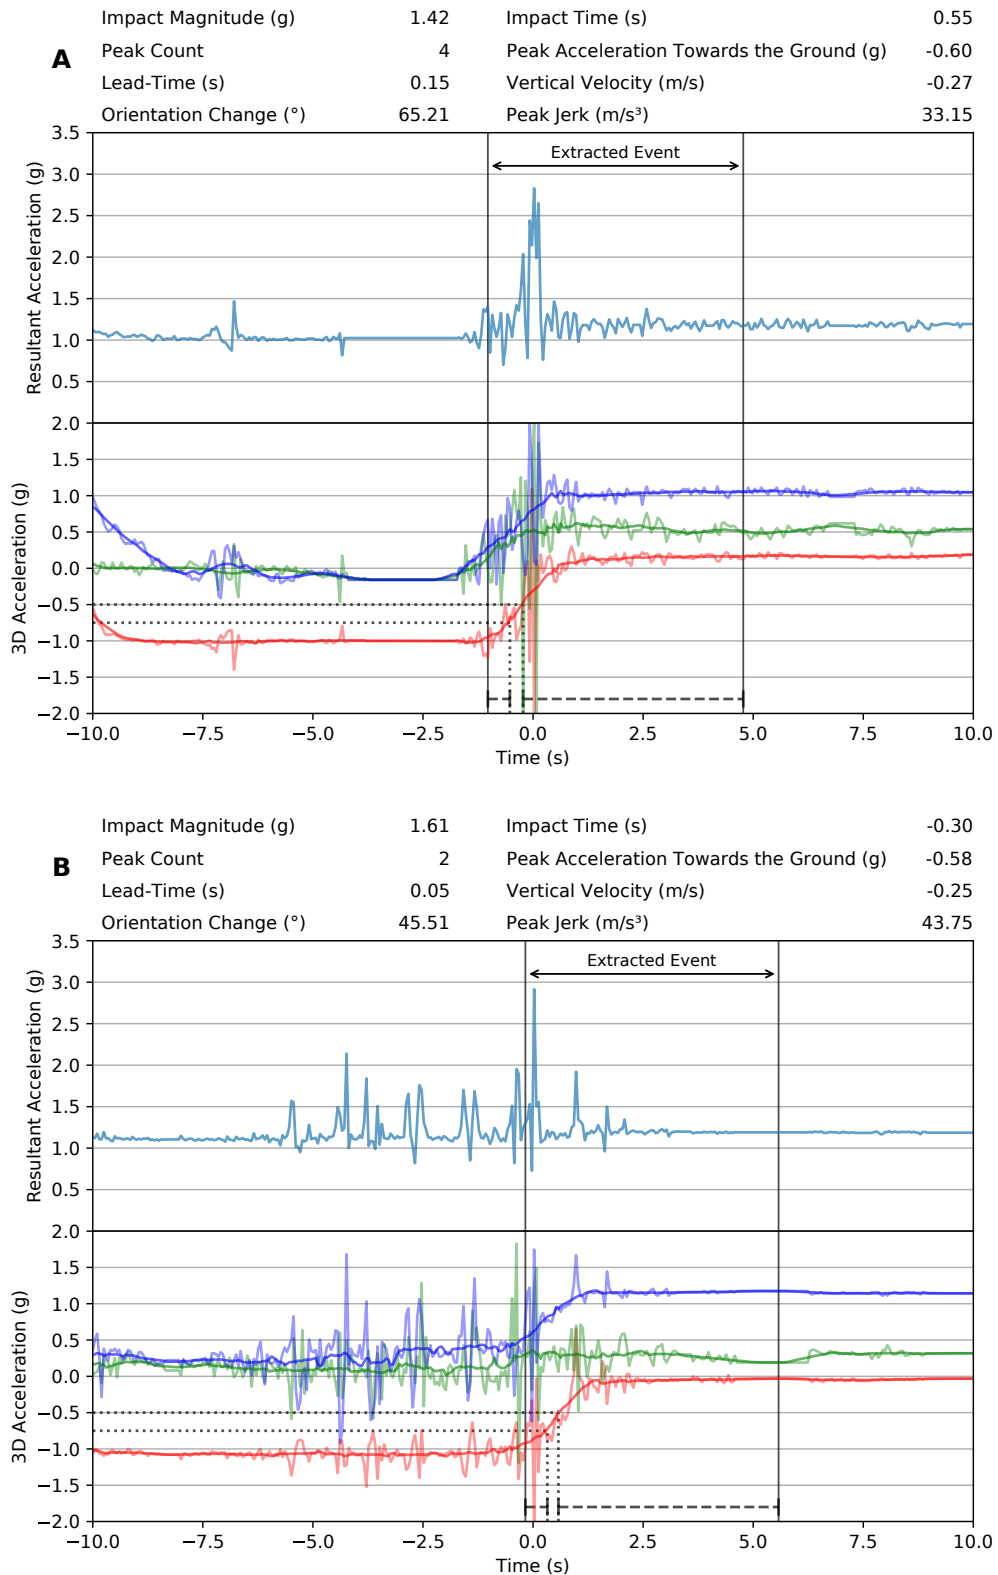 Impact Magnitude (g) 1.42 Impact Time (s) 0.55
A Peak Count 4 Peak Acceleration Towards the Ground (g) -0.60
Lead-Time (s) 0.15 Vertical Velocity (m/s) -0.27
Orientation Change (°) 65.21 Peak Jerk (m/s³) 33.15
3.5
Extracted Event
3.0
2.5
2.0
1.5
1.0
0.5
Resultant Acceleration (g)
2.0
1.5
1.0
0.5
0.0
−0.5
−1.0
−1.5
−2.0
3D Acceleration (g)
−10.0 −7.5 −5.0 −2.5 0.0 2.5 5.0 7.5 10.0
Time (s)
Impact Magnitude (g) 1.61 Impact Time (s) -0.30
B Peak Count 2 Peak Acceleration Towards the Ground (g) -0.58
Lead-Time (s) 0.05 Vertical Velocity (m/s) -0.25
Orientation Change (°) 45.51 Peak Jerk (m/s³) 43.75
3.5
Extracted Event
3.0
2.5
2.0
1.5
1.0
0.5
Resultant Acceleration (g)
2.0
1.5
1.0
0.5
0.0
−0.5
−1.0
−1.5
−2.0
3D Acceleration (g)
−10.0 −7.5 −5.0 −2.5 0.0 2.5 5.0 7.5 10.0
Time (s)